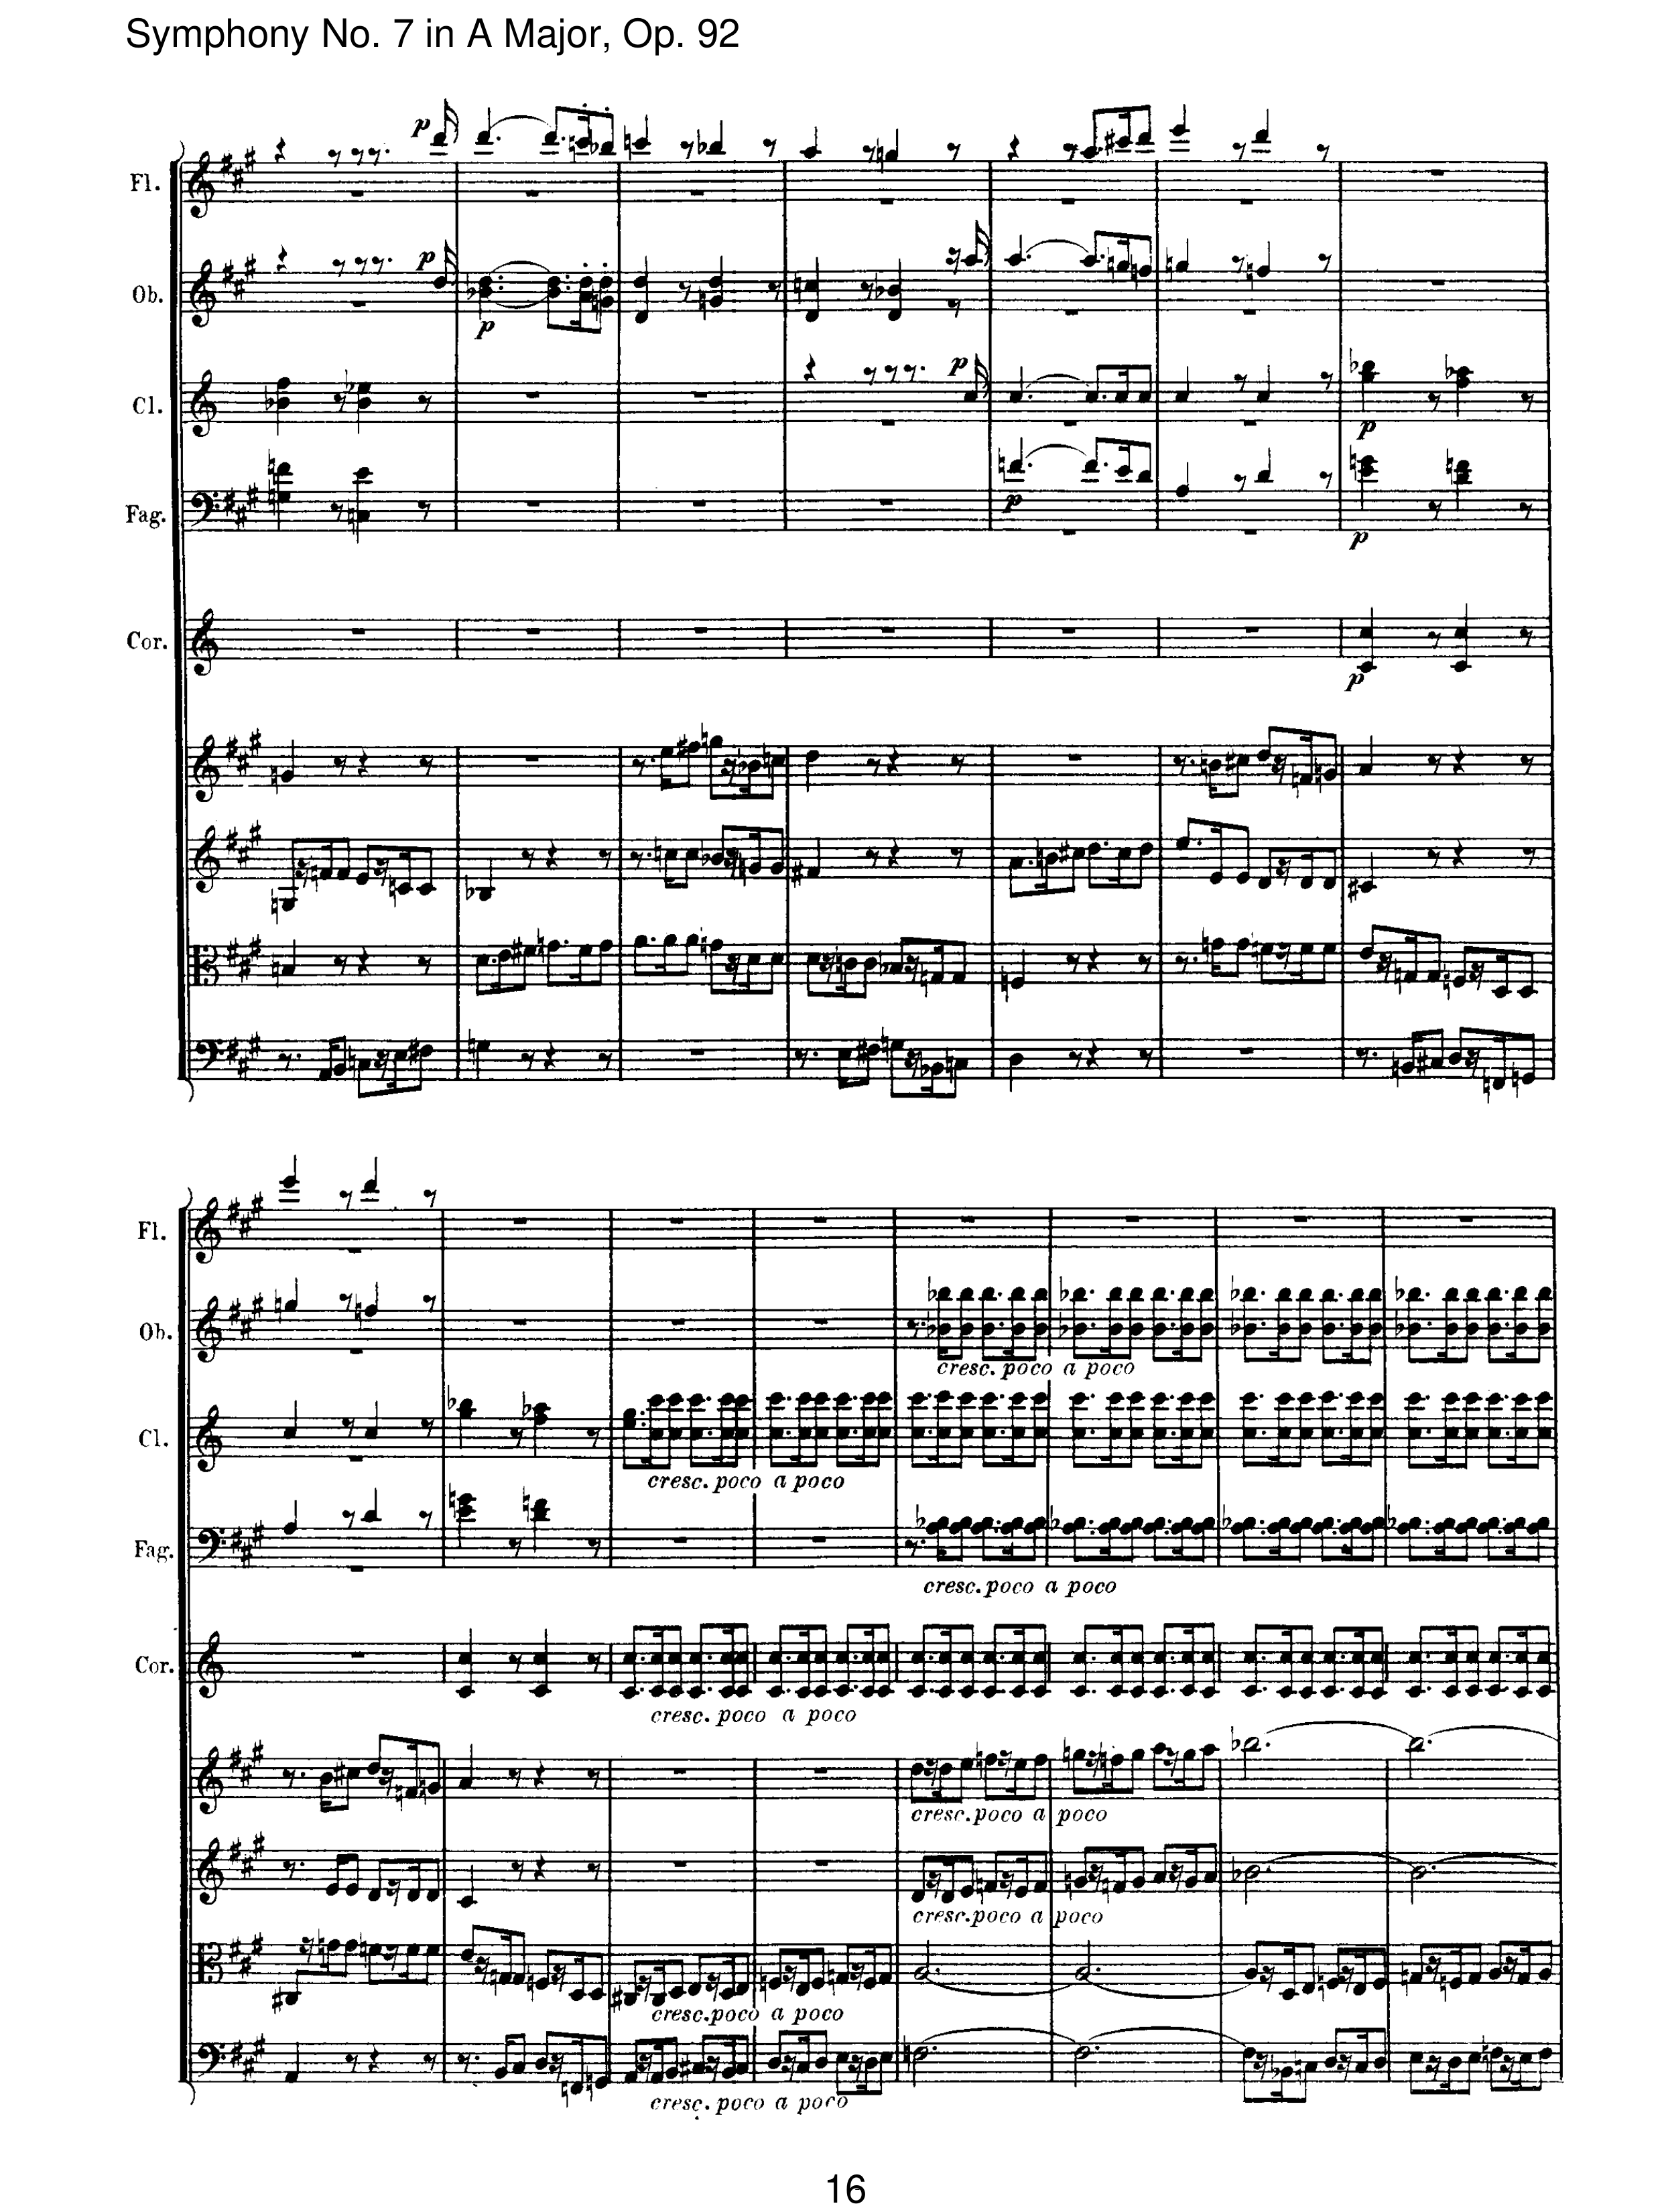 Symphony No. 7 in A Major, Op. 92
p
Fl.
p
Ob.
p
p
Cl.
p
Fag.
p
p
Cor.
p
Fl.
Ob.
cresc. poco a poco
Cl.
cresc. poco a poco
Fag.
cresc. poco a poco
Cor.
cresc. poco a poco
cresc. poco a poco
cresc. poco a poco
cresc. poco a poco
cresc. poco a poco
16